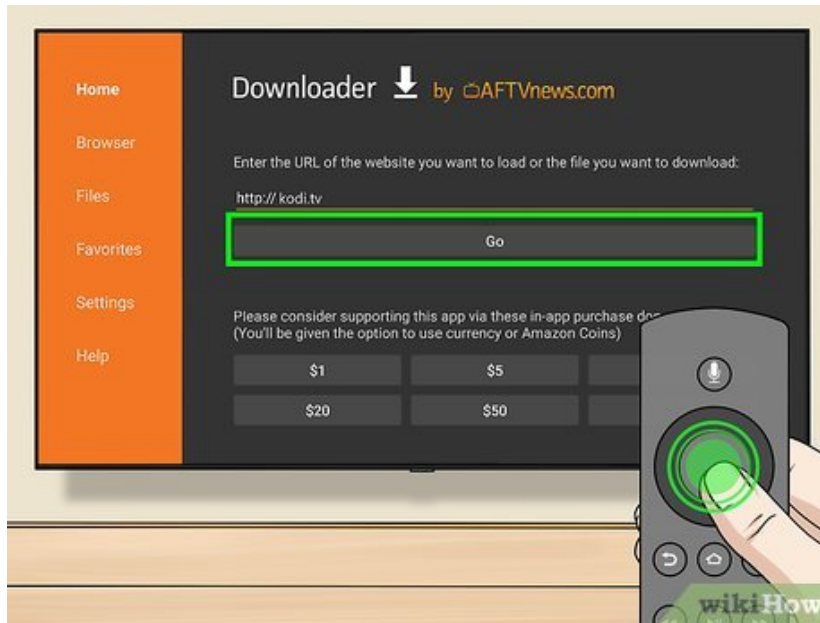 Home
Browser
Files
Favorites
Settings
Help
Downloader by AFTVnews.com
Enter the URL of the website you want to load or the file you want to download:
http:// kodi.tv
Go
Please consider supporting this app via these in-app purchase
(You'll be given the option to use currency or Amazon Coins)
$1 $5
$20 $50
wikiHow